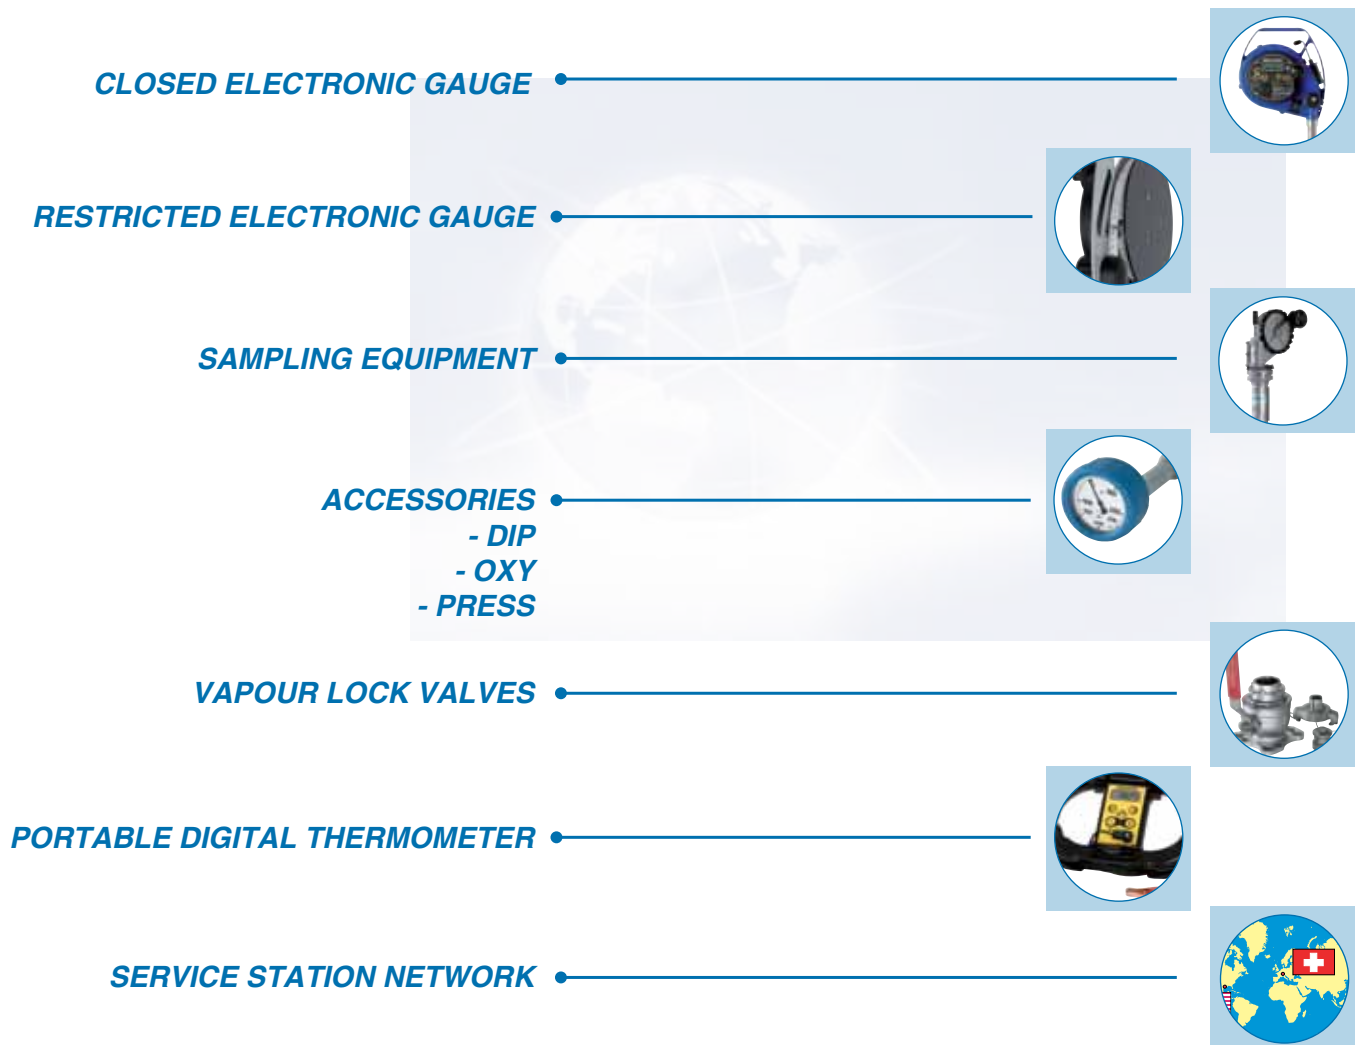 CLOSED ELECTRONIC GAUGE
RESTRICTED ELECTRONIC GAUGE
SAMPLING EQUIPMENT
ACCESSORIES
- DIP
- OXY
- PRESS
VAPOUR LOCK VALVES
PORTABLE DIGITAL THERMOMETER
SERVICE STATION NETWORK